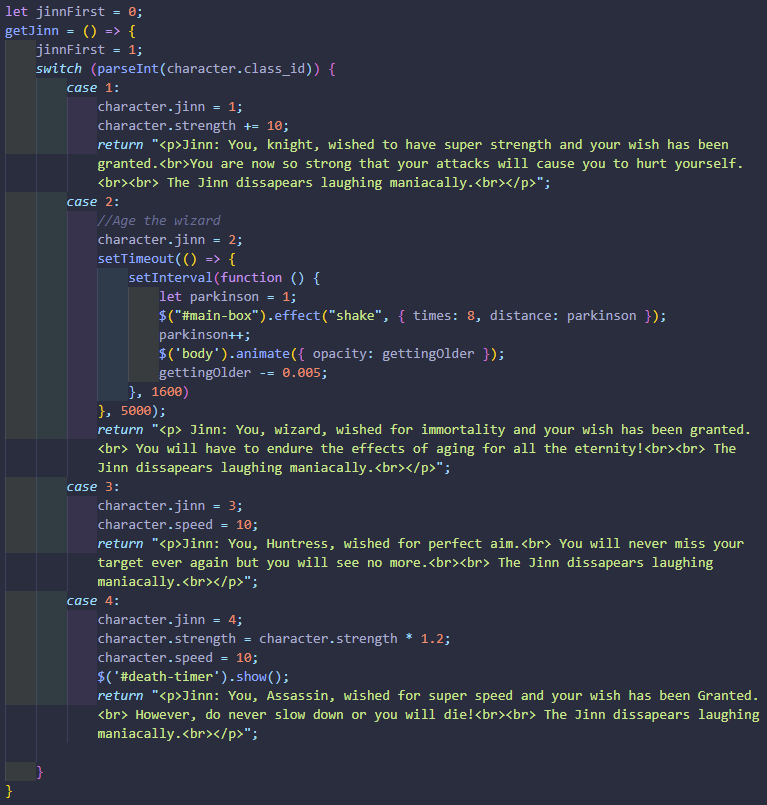 let jinnFirst = 0;
getJinn = () => {
jinnFirst = 1;
switch (parseInt(character.class_id)) {
case 1:
character.jinn = 1;
character.strength += 10;
return "<p>Jinn: You, knight, wished to have super strength and your wish has been
granted.<br>You are now so strong that your attacks will cause you to hurt yourself.
<br><br> The Jinn dissapears laughing maniacally.<br></p>";
case 2:
//Age the wizard
character.jinn = 2;
setTimeout(() => {
setInterval(function () {
let parkinson = 1;
$("#main-box").effect("shake", { times: 8, distance: parkinson });
parkinson++;
$('body').animate({ opacity: gettingOlder });
gettingOlder -= 0.005;
}, 1600)
}, 5000);
return "<p> Jinn: You, wizard, wished for immortality and your wish has been granted.
<br> You will have to endure the effects of aging for all the eternity!<br><br> The
Jinn dissapears laughing maniacally.<br></p>";
case 3:
character.jinn = 3;
character.speed = 10;
return "<p>Jinn: You, Huntress, wished for perfect aim.<br> You will never miss your
target ever again but you will see no more.<br><br> The Jinn dissapears laughing
maniacally.<br></p>";
case 4:
character.jinn = 4;
character.strength = character.strength * 1.2;
character.speed = 10;
$('#death-timer').show();
return "<p>Jinn: You, Assassin, wished for super speed and your wish has been Granted.
<br> However, do never slow down or you will die!<br><br> The Jinn dissapears laughing
maniacally.<br></p>";
}
}